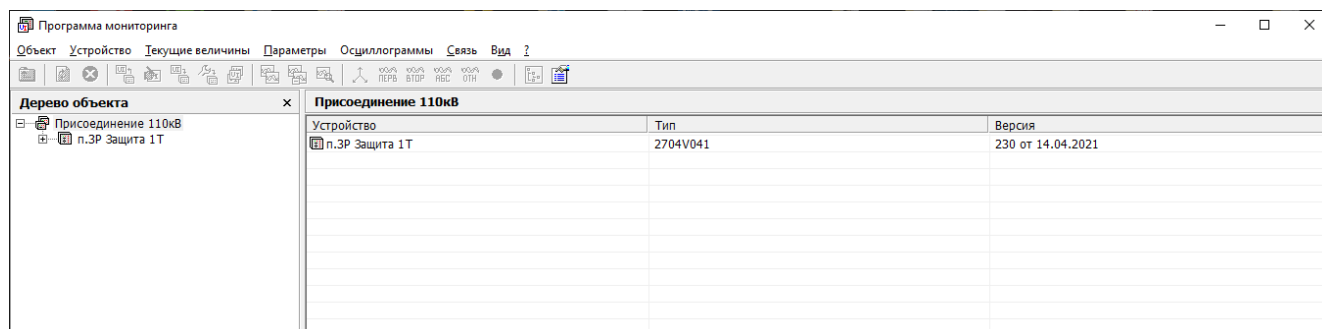 Программа мониторинга
Объект Устройство Текущие величины Параметры Осциллограммы Связь Вид ?
ПЕРВ ВТОР АБС ОТН
Дерево объекта
Присоединение 110кВ
п.3Р Защита 1Т
Присоединение 110кВ
Устройство Тип Версия
п.3Р Защита 1Т 2704V041 230 от 14.04.2021